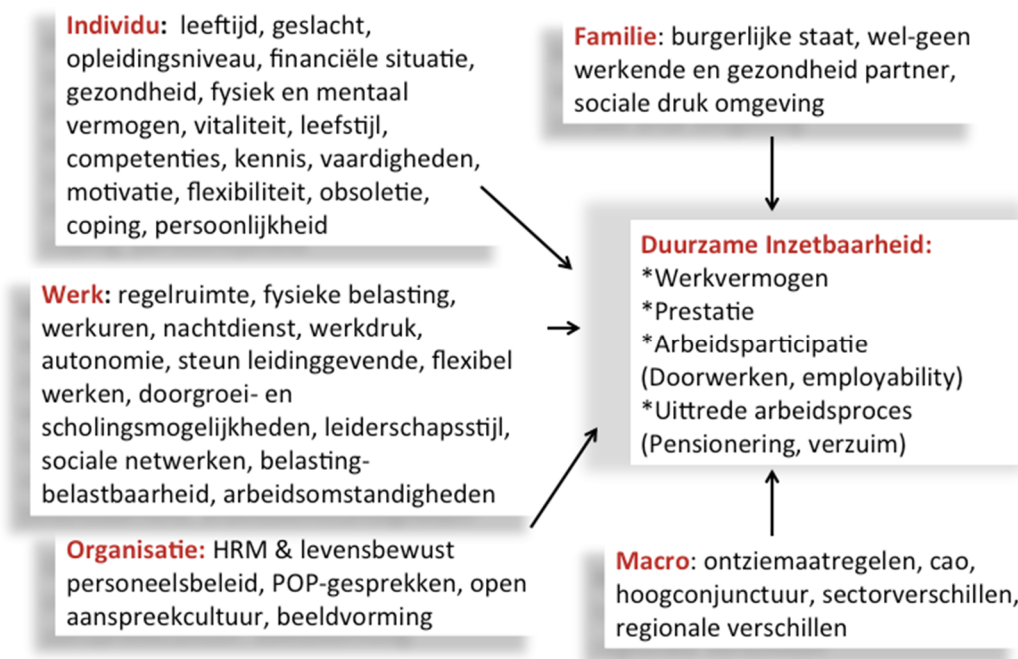 Individu: leeftijd, geslacht,
opleidingsniveau, financiële situatie,
gezondheid, fysiek en mentaal
vermogen, vitaliteit, leefstijl,
competenties, kennis, vaardigheden,
motivatie, flexibiliteit, obsoletie,
coping, persoonlijkheid
Familie: burgerlijke staat, wel-geen
werkende en gezondheid partner,
sociale druk omgeving
Werk: regelruimte, fysieke belasting,
werkuren, nachtdienst, werkdruk,
autonomie, steun leidinggevende, flexibel
werken, doorgroei- en
scholingsmogelijkheden, leiderschapsstijl,
sociale netwerken, belasting-
belastbaarheid, arbeidsomstandigheden
Duurzame Inzetbaarheid:
*Werkvermogen
*Prestatie
*Arbeidsparticipatie
(Doorwerken, employability)
*Uittrede arbeidsproces
(Pensionering, verzuim)
Organisatie: HRM & levensbewust
personeelsbeleid, POP-gesprekken, open
aanspreekcultuur, beeldvorming
Macro: ontziemaatregelen, cao,
hoogconjunctuur, sectorverschillen,
regionale verschillen